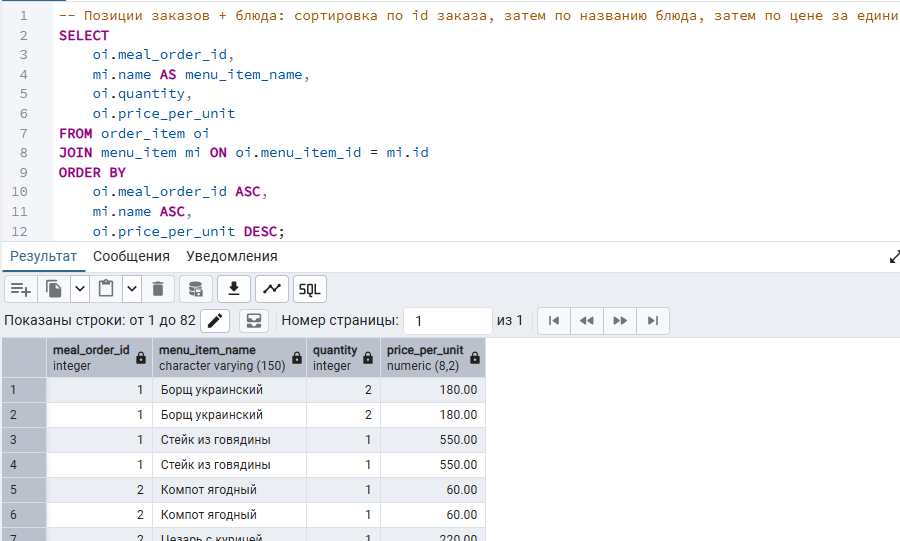 1 -- Позиции заказов + блюда: сортировка по id заказа, затем по названию блюда, затем по цене за едини
2 SELECT
3 oi.meal_order_id,
4 mi.name AS menu_item_name,
5 oi.quantity,
6 oi.price_per_unit
7 FROM order_item oi
8 JOIN menu_item mi ON oi.menu_item_id = mi.id
9 ORDER BY
10 oi.meal_order_id ASC,
11 mi.name ASC,
12 oi.price_per_unit DESC;
Результат Сообщения Уведомления
SQL
Показаны строки: от 1 до 82 Номер страницы: 1 из 1
meal_order_id menu_item_name quantity price_per_unit
integer character varying (150) integer numeric (8,2)
1 1 Борщ украинский 2 180.00
2 1 Борщ украинский 2 180.00
3 1 Стейк из говядины 1 550.00
4 1 Стейк из говядины 1 550.00
5 2 Компот ягодный 1 60.00
6 2 Компот ягодный 1 60.00
7 2 Цезарь с курицей 1 220.00